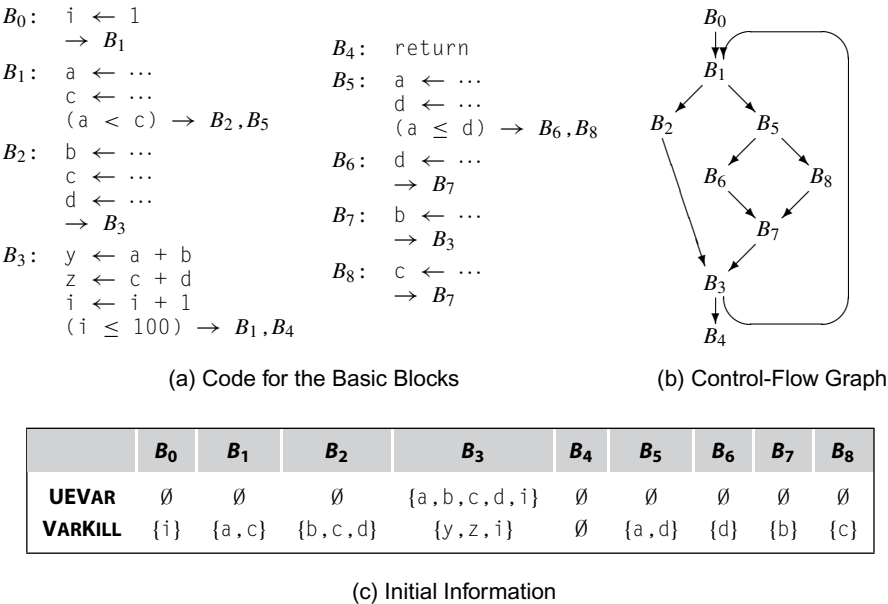 B0: i ← 1
→ B1
B1: a ← ···
c ← ···
(a < c) → B2,B5
B2: b ← ···
c ← ···
d ← ···
→ B3
B3: y ← a + b
z ← c + d
i ← i + 1
(i ≤ 100) → B1,B4
B4: return
B5: a ← ···
d ← ···
(a ≤ d) → B6,B8
B6: d ← ···
→ B7
B7: b ← ···
→ B3
B8: c ← ···
→ B7
(a) Code for the Basic Blocks
B0
B1
B2 B5
B6 B8
B7
B3
B4
(b) Control-Flow Graph
B0 B1 B2 B3 B4 B5 B6 B7 B8
UEVAR Ø Ø Ø {a,b,c,d,i} Ø Ø Ø Ø Ø
VARKILL {i} {a,c} {b,c,d} {y,z,i} Ø {a,d} {d} {b} {c}
(c) Initial Information